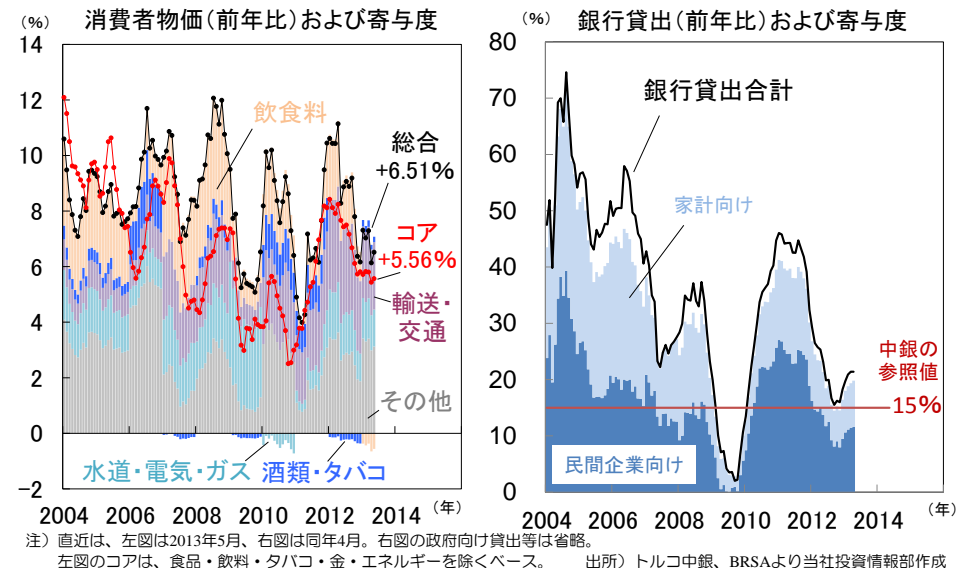 消費者物価（前年比）および寄与度
（%）
14
12
10
8
6
4
2
0
−2
2004 2006 2008 2010 2012 2014
（年）
飲食料
総合
+6.51%
コア
+5.56%
輸送・
交通
その他
水道・電気・ガス
酒類・タバコ
銀行貸出（前年比）および寄与度
（%）
80
70
60
50
40
30
20
10
0
2004 2006 2008 2010 2012 2014
（年）
銀行貸出合計
家計向け
中銀の
参照値
15%
民間企業向け
注）直近は、左図は2013年5月、右図は同年4月。右図の政府向け貸出等は省略。
左図のコアは、食品・飲料・タバコ・金・エネルギーを除くベース。 出所）トルコ中銀、BRSAより当社投資情報部作成